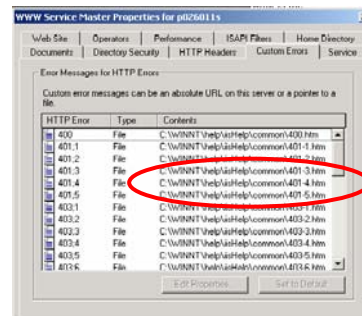 WWW Service Master Properties for p026011s
Web Site Operators Performance ISAPI Filters Home Directory
Documents Directory Security HTTP Headers Custom Errors Service
Error Messages for HTTP Errors
Custom error messages can be an absolute URL on this server or a pointer to a
file.
HTTP Error Type Contents
400 File C:\WINNT\help\iisHelp\common\400.htm
401;1 File C:\WINNT\help\iisHelp\common\401-1.htm
401;2 File C:\WINNT\help\iisHelp\common\401-2.htm
401;3 File C:\WINNT\help\iisHelp\common\401-3.htm
401;4 File C:\WINNT\help\iisHelp\common\401-4.htm
401;5 File C:\WINNT\help\iisHelp\common\401-5.htm
403;1 File C:\WINNT\help\iisHelp\common\403-1.htm
403;2 File C:\WINNT\help\iisHelp\common\403-2.htm
403;3 File C:\WINNT\help\iisHelp\common\403-3.htm
403;4 File C:\WINNT\help\iisHelp\common\403-4.htm
403;5 File C:\WINNT\help\iisHelp\common\403-5.htm
403;6 File C:\WINNT\help\iisHelp\common\403-6.htm
Edit Properties Set to Default